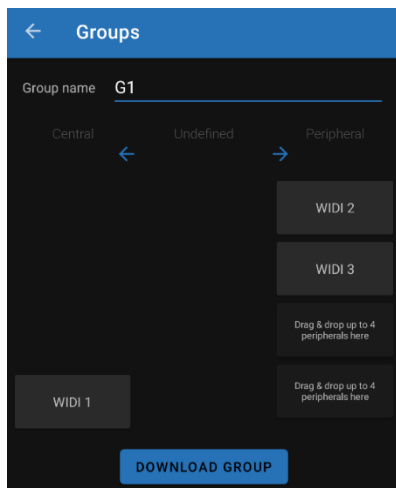 Groups
Group name G1
Central Undefined Peripheral
WIDI 2
WIDI 3
Drag & drop up to 4
peripherals here
Drag & drop up to 4
peripherals here
WIDI 1
DOWNLOAD GROUP